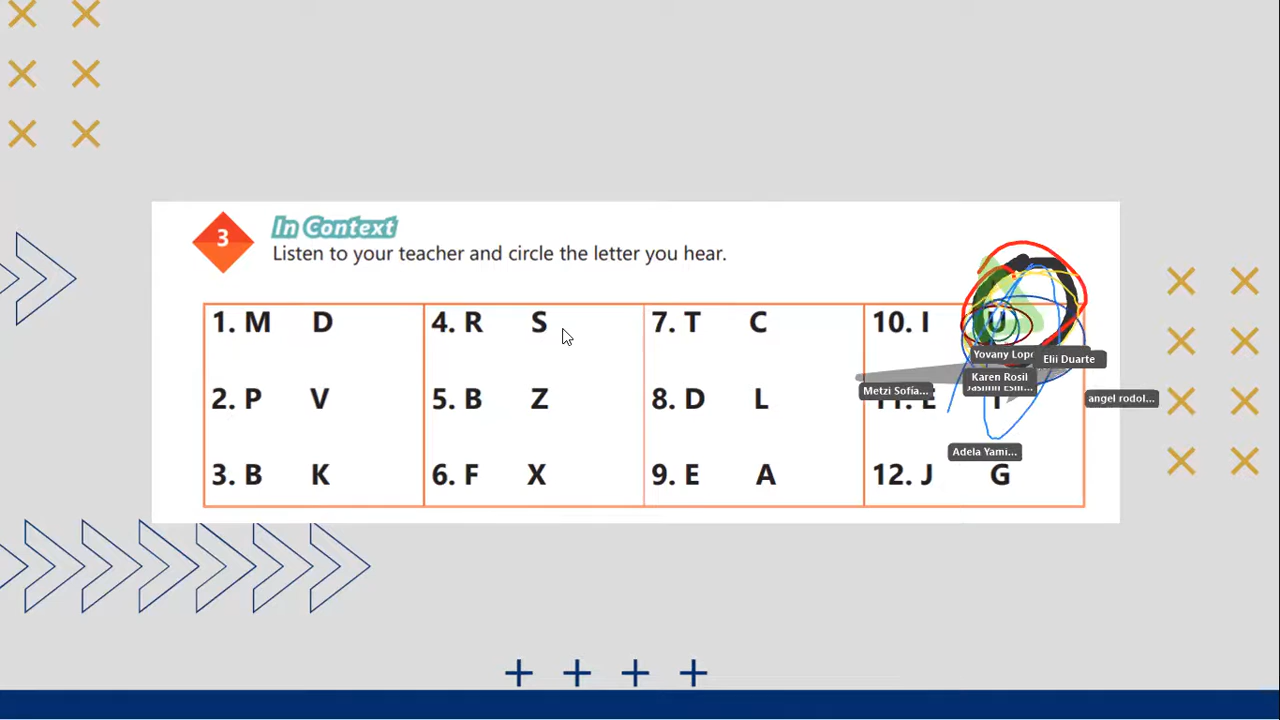 3
In Context
Listen to your teacher and circle the letter you hear.
1. M D
4. R S
7. T C
10. I U
2. P V
5. B Z
8. D L
11. E
3. B K
6. F X
9. E A
12. J G
Yovany Lope
Elii Duarte
Karen Rosil
Metzi Sofía...
angel rodol...
Adela Yami...